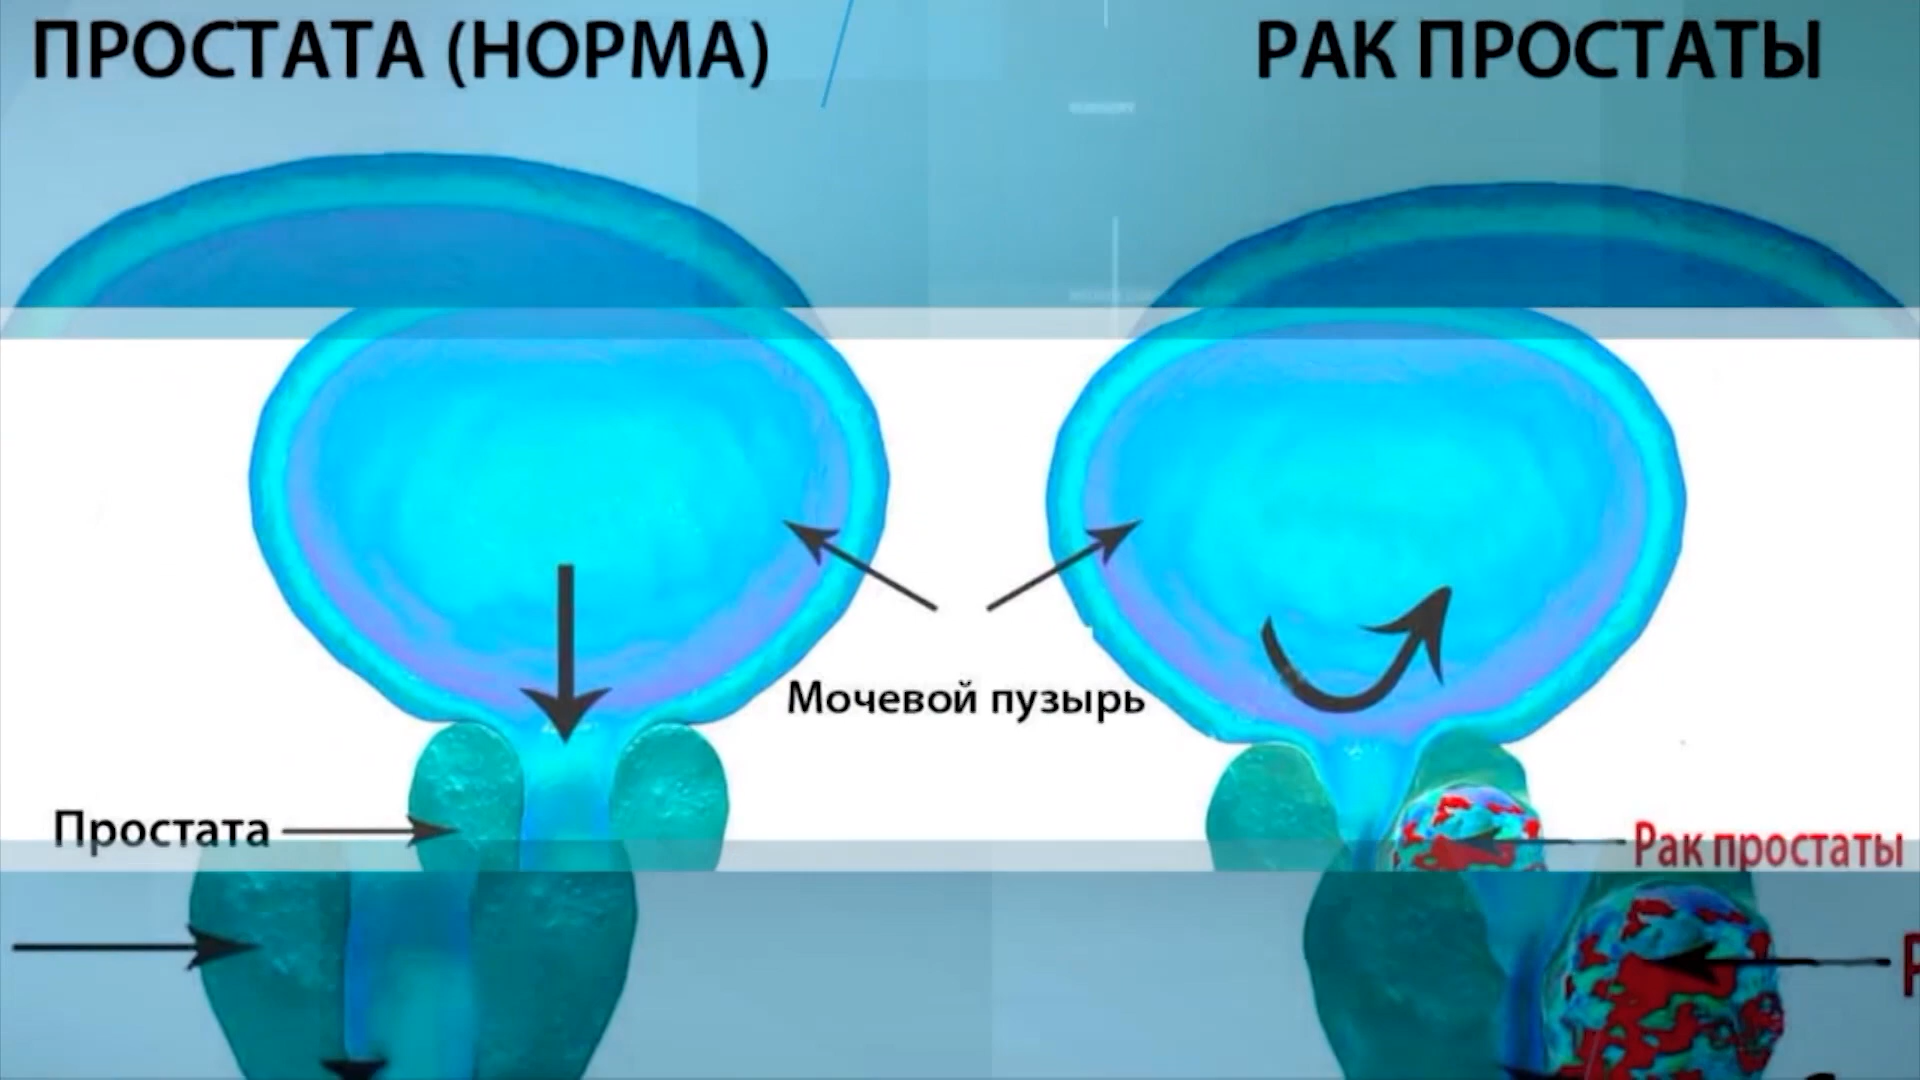 ПРОСТАТА (НОРМА)
РАК ПРОСТАТЫ
Мочевой пузырь
Простата
Рак простаты